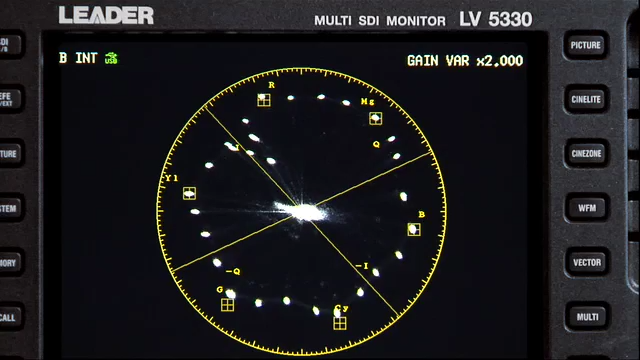 LEADER
MULTI SDI MONITOR LV 5330
B INT USB
GAIN VAR x2.000
R
Mg
Q
Yl
B
-Q
-I
G
Cy
PICTURE
CINELITE
CINEZONE
WFM
VECTOR
MULTI